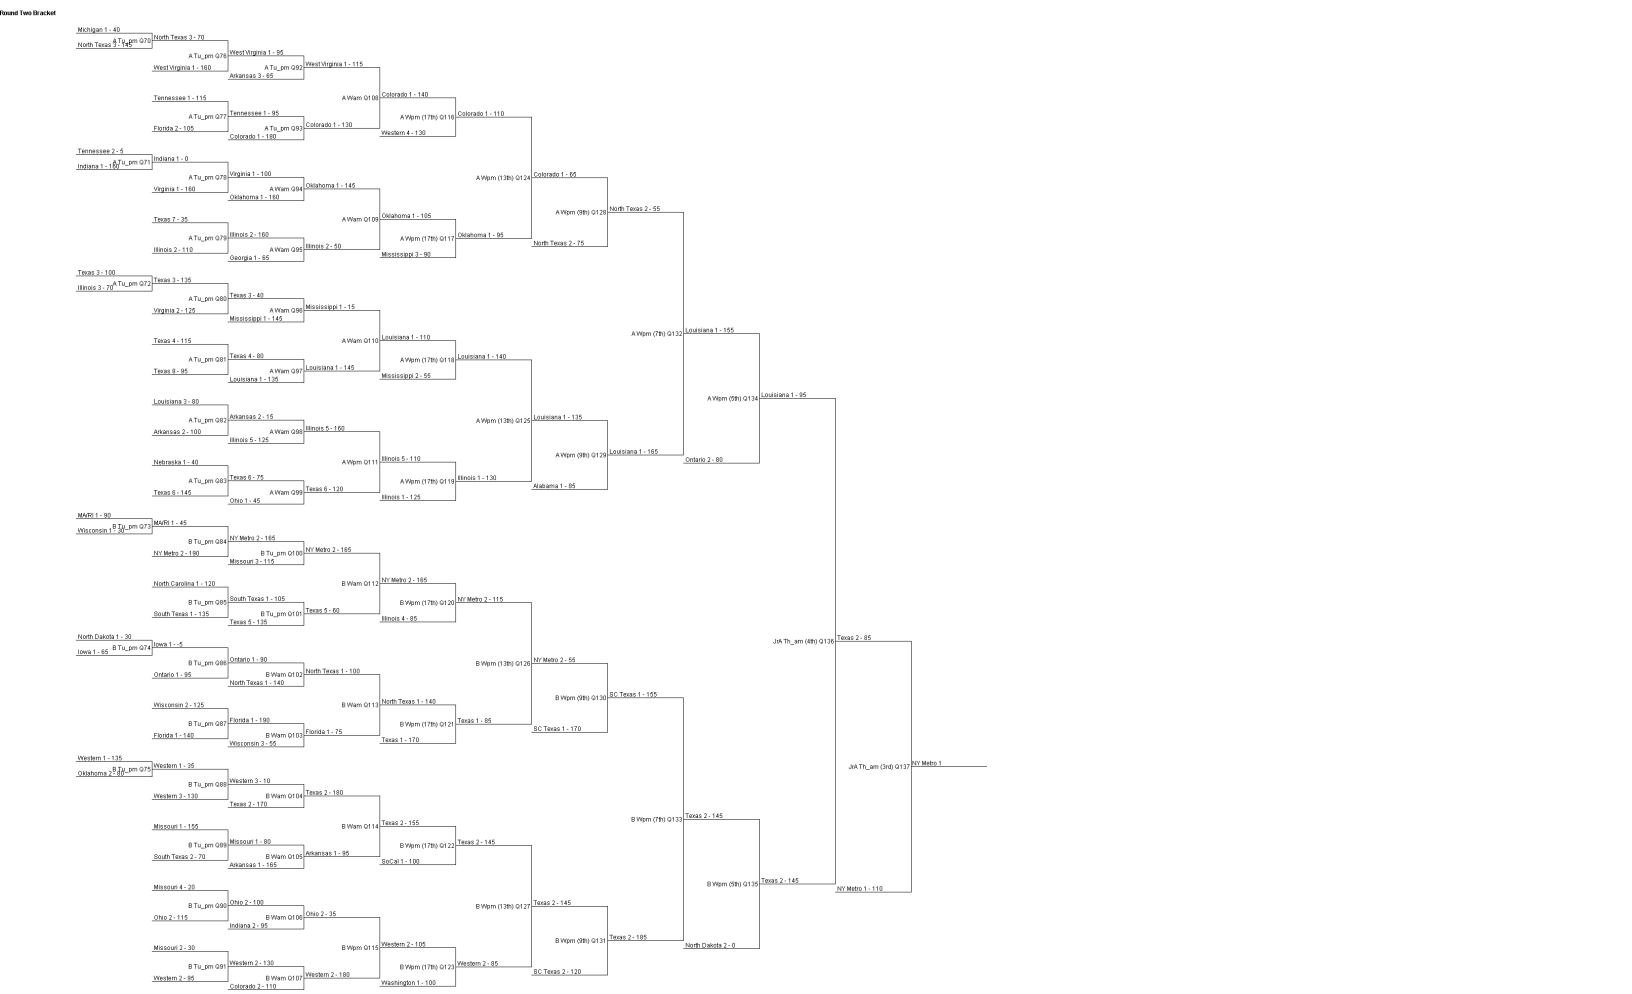 Round Two Bracket
Michigan 1 - 40
North Texas 3 - 145
A Tu_pm Q70
North Texas 3 - 70
West Virginia 1 - 160
A Tu_pm Q76
West Virginia 1 - 95
Arkansas 3 - 65
A Tu_pm Q92
West Virginia 1 - 115
Tennessee 1 - 115
Florida 2 - 105
A Tu_pm Q77
Tennessee 1 - 95
Colorado 1 - 180
A Tu_pm Q93
Colorado 1 - 130
A Wam Q108
Colorado 1 - 140
Western 4 - 130
A Wpm (17th) Q116
Colorado 1 - 110
Tennessee 2 - 5
Indiana 1 - 160
A Tu_pm Q71
Indiana 1 - 0
Virginia 1 - 160
A Tu_pm Q78
Virginia 1 - 100
Oklahoma 1 - 160
A Wam Q94
Oklahoma 1 - 145
Texas 7 - 35
Illinois 2 - 110
A Tu_pm Q79
Illinois 2 - 160
Georgia 1 - 65
A Wam Q95
Illinois 2 - 50
A Wam Q109
Oklahoma 1 - 105
Mississippi 3 - 90
A Wpm (17th) Q117
Oklahoma 1 - 95
A Wpm (13th) Q124
Colorado 1 - 65
North Texas 2 - 75
A Wpm (9th) Q128
North Texas 2 - 55
Texas 3 - 100
Illinois 3 - 70
A Tu_pm Q72
Texas 3 - 135
Virginia 2 - 125
A Tu_pm Q80
Texas 3 - 40
Mississippi 1 - 145
A Wam Q96
Mississippi 1 - 15
Texas 4 - 115
Texas 8 - 95
A Tu_pm Q81
Texas 4 - 80
Louisiana 1 - 135
A Wam Q97
Louisiana 1 - 145
A Wam Q110
Louisiana 1 - 110
Mississippi 2 - 55
A Wpm (17th) Q118
Louisiana 1 - 140
Louisiana 3 - 80
Arkansas 2 - 100
A Tu_pm Q82
Arkansas 2 - 15
Illinois 5 - 125
A Wam Q98
Illinois 5 - 160
Nebraska 1 - 40
Texas 6 - 145
A Tu_pm Q83
Texas 6 - 75
Ohio 1 - 45
A Wam Q99
Texas 6 - 120
A Wpm Q111
Illinois 5 - 110
Illinois 1 - 125
A Wpm (17th) Q119
Illinois 1 - 130
A Wpm (13th) Q125
Louisiana 1 - 135
Alabama 1 - 95
A Wpm (9th) Q129
Louisiana 1 - 165
A Wpm (7th) Q132
Louisiana 1 - 155
Ontario 2 - 80
A Wpm (5th) Q134
Louisiana 1 - 95
MA/RI 1 - 90
Wisconsin 1 - 30
B Tu_pm Q73
MA/RI 1 - 45
NY Metro 2 - 190
B Tu_pm Q84
NY Metro 2 - 165
Missouri 3 - 115
B Tu_pm Q100
NY Metro 2 - 165
North Carolina 1 - 120
South Texas 1 - 135
B Tu_pm Q85
South Texas 1 - 105
Texas 5 - 135
B Tu_pm Q101
Texas 5 - 60
B Wam Q112
NY Metro 2 - 165
Illinois 4 - 85
B Wpm (17th) Q120
NY Metro 2 - 115
North Dakota 1 - 30
Iowa 1 - 65
B Tu_pm Q74
Iowa 1 - -5
Ontario 1 - 95
B Tu_pm Q86
Ontario 1 - 90
North Texas 1 - 140
B Wam Q102
North Texas 1 - 100
Wisconsin 2 - 125
Florida 1 - 140
B Tu_pm Q87
Florida 1 - 190
Wisconsin 3 - 55
B Wam Q103
Florida 1 - 75
B Wam Q113
North Texas 1 - 140
Texas 1 - 170
B Wpm (17th) Q121
Texas 1 - 85
B Wpm (13th) Q126
NY Metro 2 - 55
SC Texas 1 - 170
B Wpm (9th) Q130
SC Texas 1 - 155
Western 1 - 135
Oklahoma 2 - 80
B Tu_pm Q75
Western 1 - 35
Western 3 - 130
B Tu_pm Q88
Western 3 - 10
Texas 2 - 170
B Wam Q104
Texas 2 - 180
Missouri 1 - 155
South Texas 2 - 70
B Tu_pm Q89
Missouri 1 - 80
Arkansas 1 - 165
B Wam Q105
Arkansas 1 - 95
B Wam Q114
Texas 2 - 155
SoCal 1 - 100
B Wpm (17th) Q122
Texas 2 - 145
Missouri 4 - 20
Ohio 2 - 115
B Tu_pm Q90
Ohio 2 - 100
Indiana 2 - 95
B Wam Q106
Ohio 2 - 35
Missouri 2 - 30
Western 2 - 95
B Tu_pm Q91
Western 2 - 130
Colorado 2 - 110
B Wam Q107
Western 2 - 180
B Wpm Q115
Western 2 - 105
Washington 1 - 100
B Wpm (17th) Q123
Western 2 - 85
B Wpm (13th) Q127
Texas 2 - 145
SC Texas 2 - 120
B Wpm (9th) Q131
Texas 2 - 185
B Wpm (7th) Q133
Texas 2 - 145
North Dakota 2 - 0
B Wpm (5th) Q135
Texas 2 - 145
JrA Th_am (4th) Q136
Texas 2 - 85
NY Metro 1 - 110
JrA Th_am (3rd) Q137
NY Metro 1